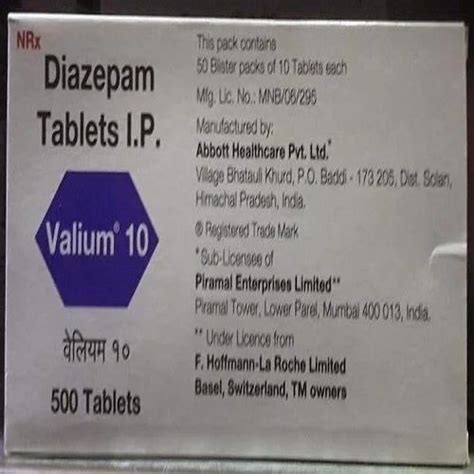 NRx
Diazepam
Tablets I.P.
Valium® 10
वेलियम १०
500 Tablets
This pack contains
50 Blister packs of 10 Tablets each
Mfg. Lic. No.: MNB/06/295
Manufactured by:
Abbott Healthcare Pvt. Ltd.*
Village Bhatauli Khurd, P.O. Baddi - 173 205, Dist. Solan,
Himachal Pradesh, India.
® Registered Trade Mark
*Sub-Licensee of
Piramal Enterprises Limited**
Piramal Tower, Lower Parel, Mumbai 400 013, India.
** Under Licence from
F. Hoffmann-La Roche Limited
Basel, Switzerland, TM owners